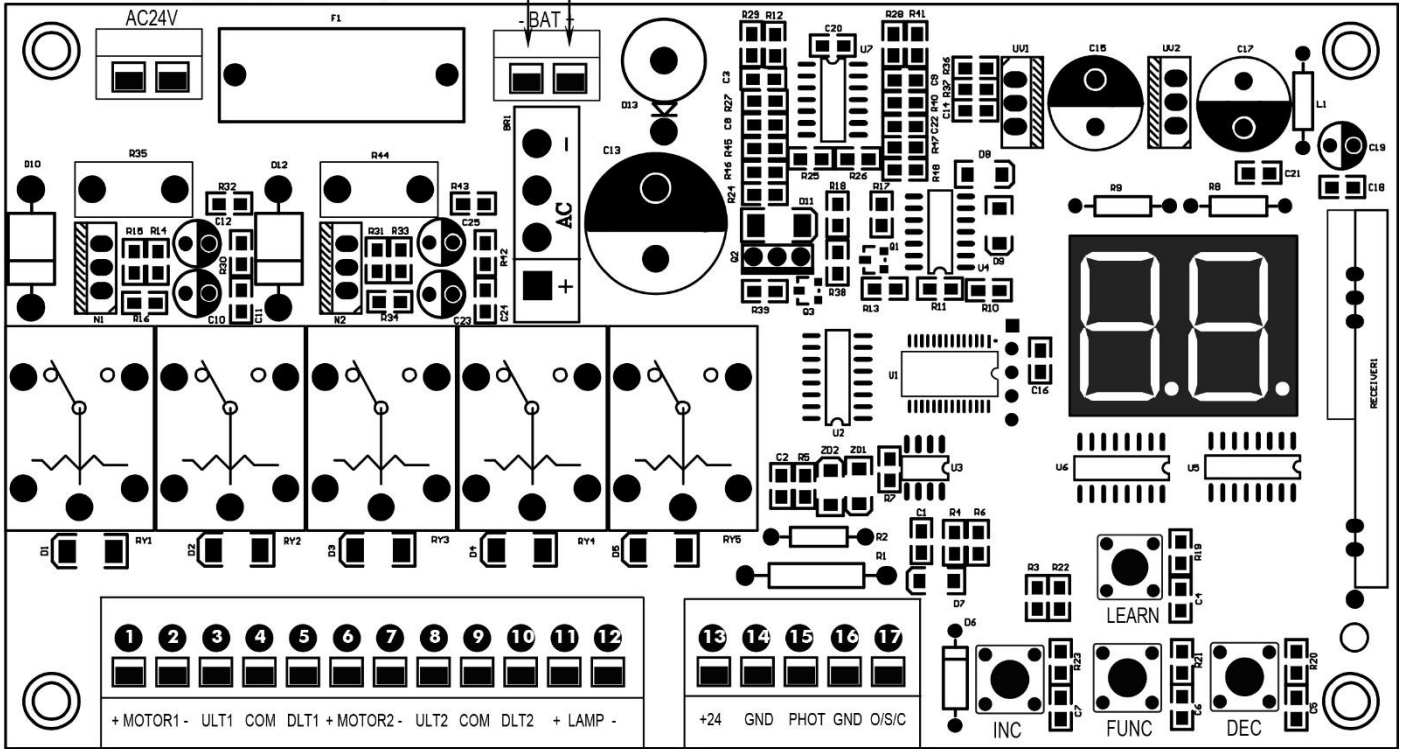 AC24V
F1
- BAT +
D13
BR1
-
AC
+
C13
R29 R12
C3
R27
C8
R45
R46
R24
D11
C20
U7
R28 R41
C9
R40
C22
R47
R48
R25 R26
R36
R37
C14
UV1
C15
UV2
C17
L1
C19
C18
C21
D8
D9
R9
R8
D10
R35
R32
D12
R44
R43
R15 R14
C12
R30
R16
N1
C10
C11
R31 R33
C25
R42
R34
N2
C23
C24
R18
R17
Q2
Q1
Q3
R39
R38
R13
R11
U4
R10
U1
C16
U2
C2 R5 ZD2 ZD1
R7
U3
U6
U5
RECEIVER1
D1 RY1
D2 RY2
D3 RY3
D4 RY4
D5 RY5
R2
R1
C1 R4 R6
D7
R3 R22
R19
C4
LEARN
D6
R23
C7
R21
C6
R20
C5
INC
FUNC
DEC
1 2 3 4 5 6 7 8 9 10 11 12
+ MOTOR1 - ULT1 COM DLT1 + MOTOR2 - ULT2 COM DLT2 + LAMP -
13 14 15 16 17
+24 GND PHOT GND O/S/C